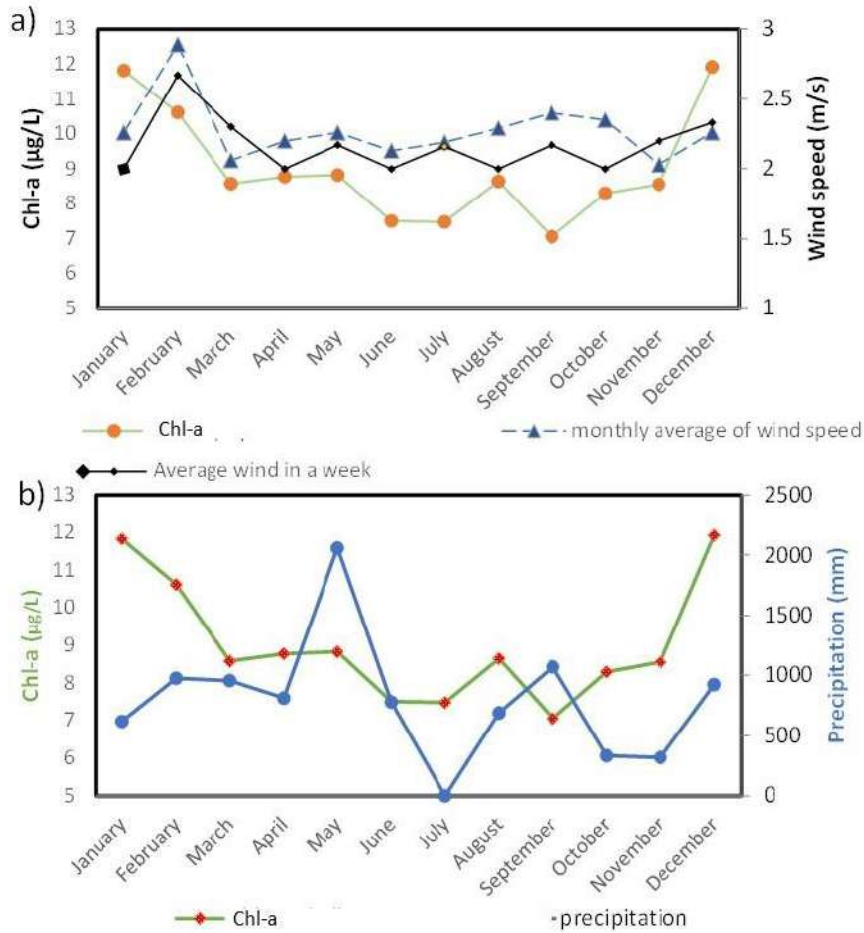 a)
Chl-a (µg/L)
13
12
11
10
9
8
7
6
5
Wind speed (m/s)
3
2.5
2
1.5
1
January
February
March
April
May
June
July
August
September
October
November
December
Chl-a
monthly average of wind speed
Average wind in a week
b)
Chl-a (µg/L)
13
12
11
10
9
8
7
6
5
Precipitation (mm)
2500
2000
1500
1000
500
0
January
February
March
April
May
June
July
August
September
October
November
December
Chl-a
precipitation